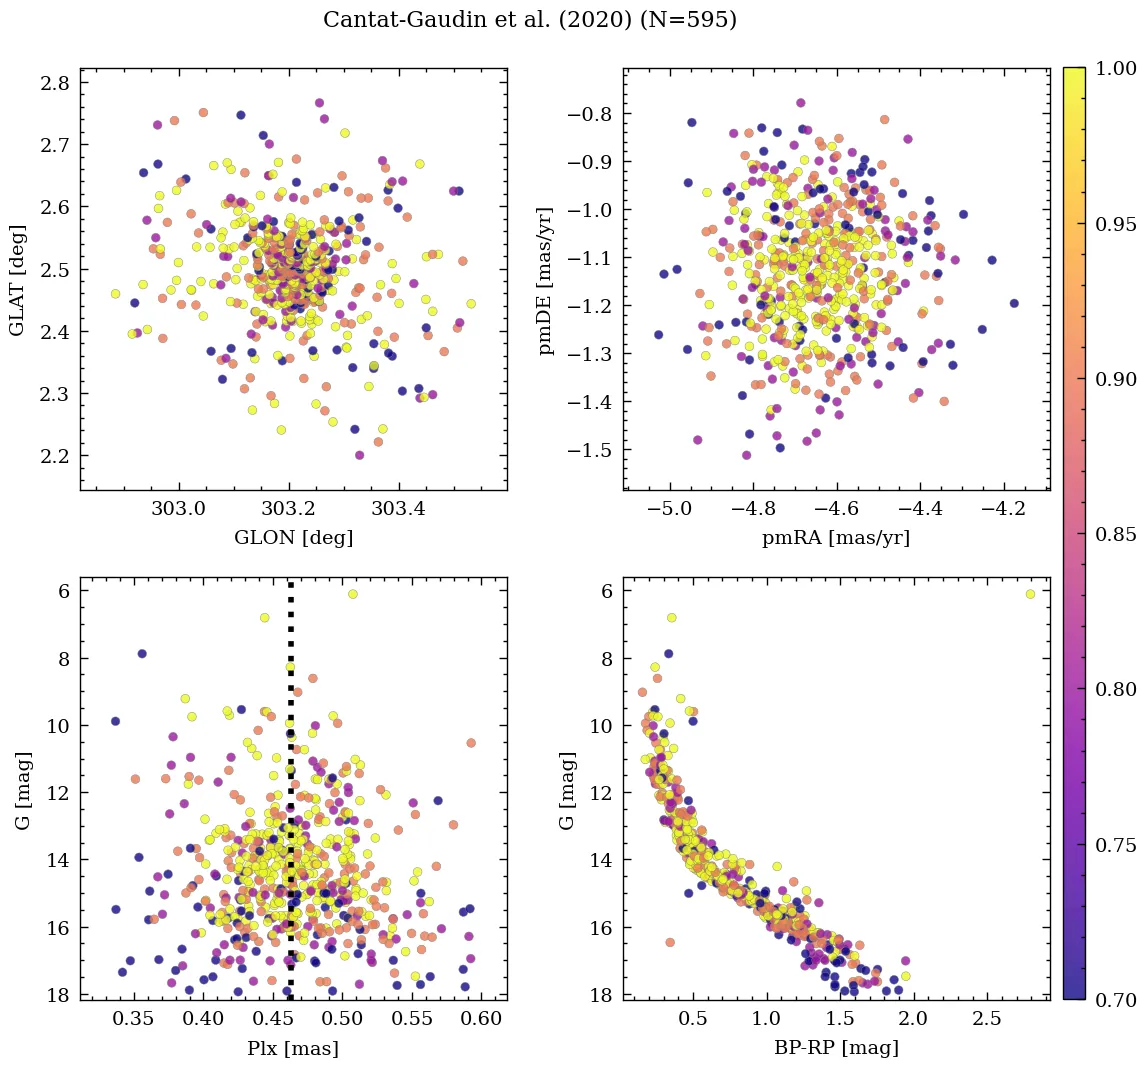 Cantat-Gaudin et al. (2020) (N=595)
2.8
2.7
2.6
2.5
2.4
2.3
2.2
GLAT [deg]
303.0 303.2 303.4
GLON [deg]
−0.8
−0.9
−1.0
−1.1
−1.2
−1.3
−1.4
−1.5
pmDE [mas/yr]
−5.0 −4.8 −4.6 −4.4 −4.2
pmRA [mas/yr]
6
8
10
12
14
16
18
G [mag]
0.35 0.40 0.45 0.50 0.55 0.60
Plx [mas]
6
8
10
12
14
16
18
G [mag]
0.5 1.0 1.5 2.0 2.5
BP-RP [mag]
1.00
0.95
0.90
0.85
0.80
0.75
0.70